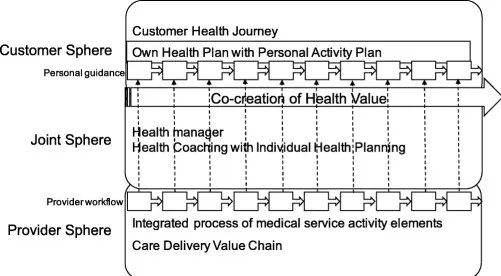 Customer Health Journey
Customer Sphere
Own Health Plan with Personal Activity Plan
Personal guidance
Co-creation of Health Value
Health manager
Joint Sphere
Health Coaching with Individual Health Planning
Provider workflow
Integrated process of medical service activity elements
Provider Sphere
Care Delivery Value Chain